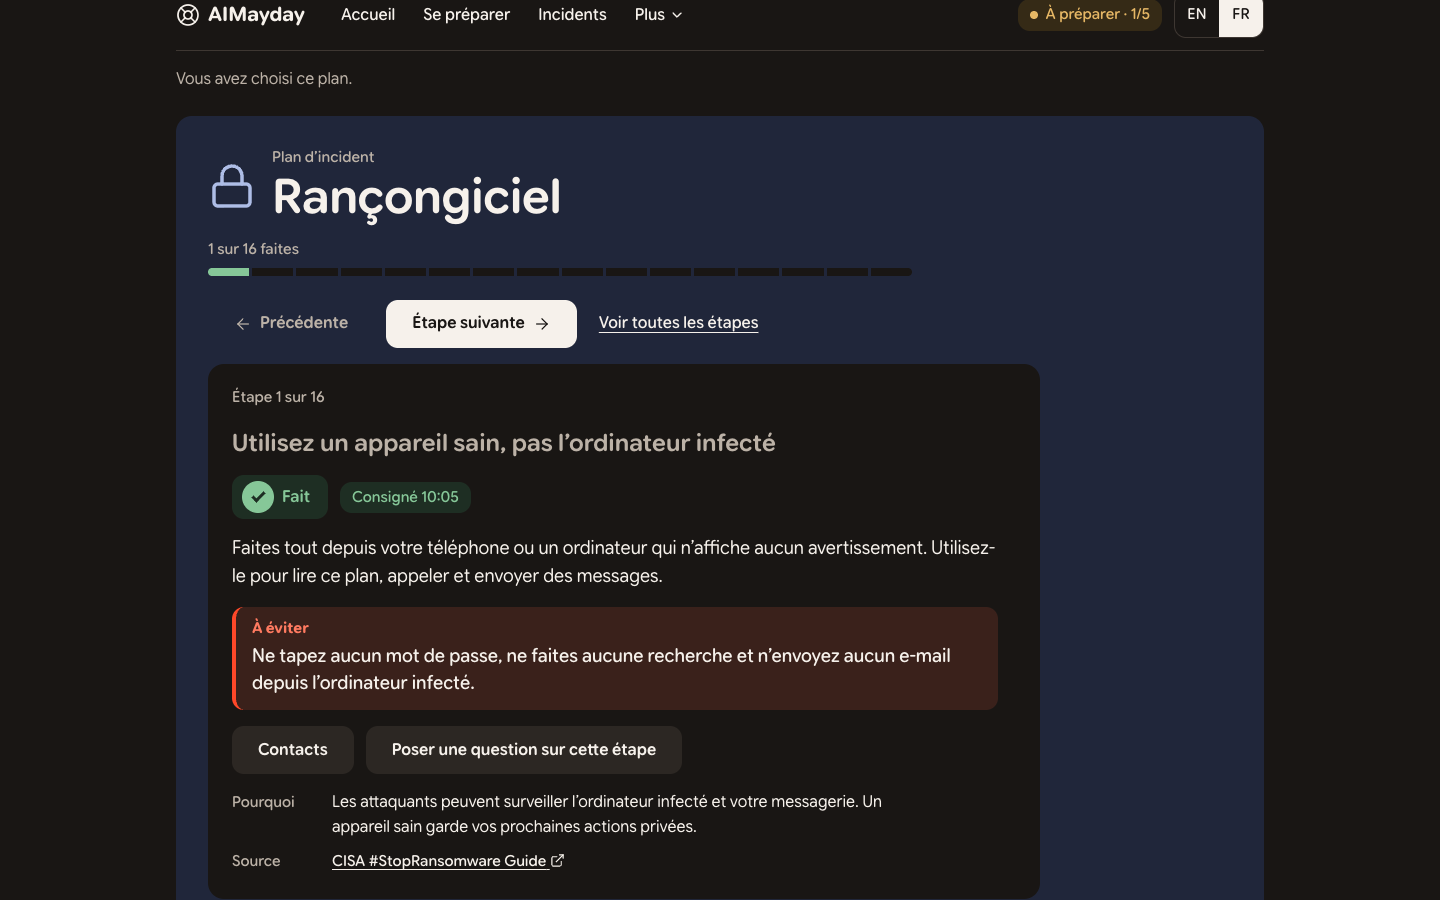 AIMayday Accueil Se préparer Incidents Plus À préparer · 1/5 EN FR
Vous avez choisi ce plan.
Plan d’incident
Rançongiciel
1 sur 16 faites
Précédente Étape suivante Voir toutes les étapes
Étape 1 sur 16
Utilisez un appareil sain, pas l’ordinateur infecté
Fait Consigné 10:05
Faites tout depuis votre téléphone ou un ordinateur qui n’affiche aucun avertissement. Utilisez-
le pour lire ce plan, appeler et envoyer des messages.
À éviter
Ne tapez aucun mot de passe, ne faites aucune recherche et n’envoyez aucun e-mail
depuis l’ordinateur infecté.
Contacts Poser une question sur cette étape
Pourquoi Les attaquants peuvent surveiller l’ordinateur infecté et votre messagerie. Un
appareil sain garde vos prochaines actions privées.
Source CISA #StopRansomware Guide